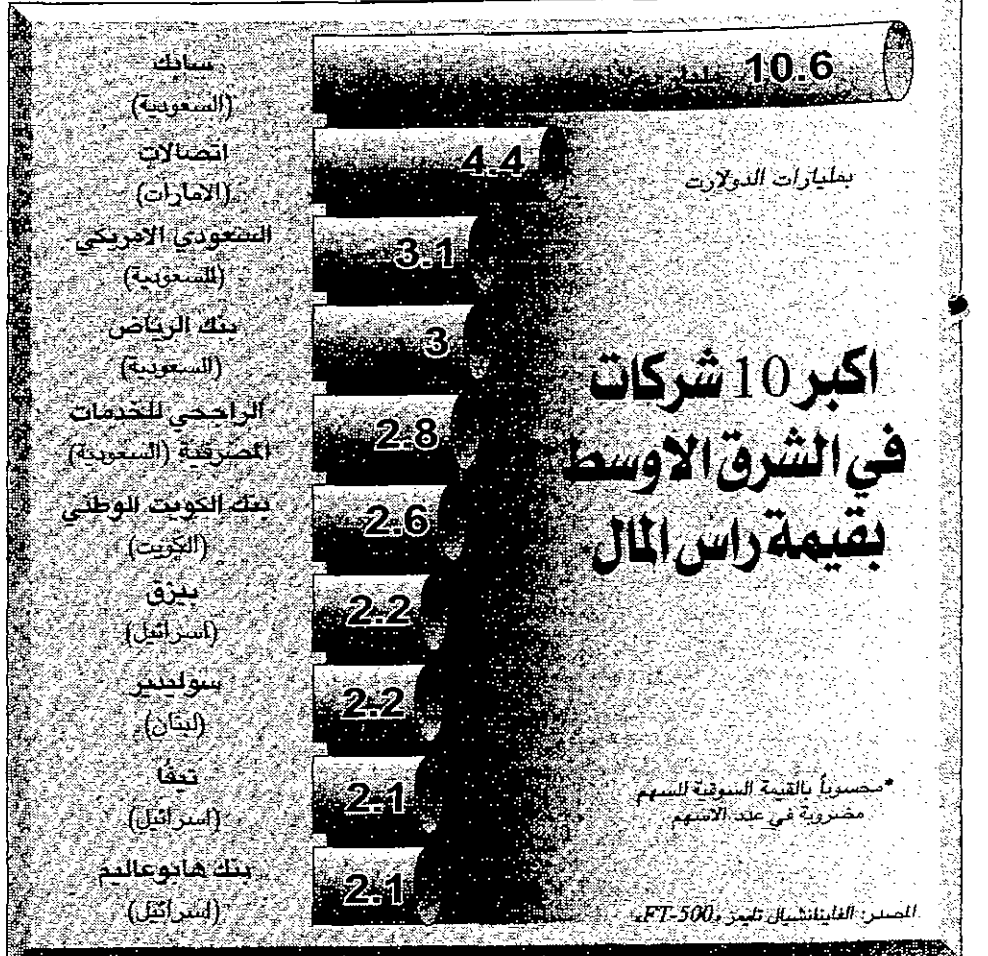 سابك
(السعودية)
10.6
اتصالات
(الامارات)
4.4
السعودي الامريكي
(السعودية)
3.1
بنك الرياض
(السعودية)
3
الراجحي للخدمات
المصرفية (السعودية)
2.8
بنك الكويت الوطني
(الكويت)
2.6
بيزق
(اسرائيل)
2.2
سوليدير
(لبنان)
2.2
تيفا
(اسرائيل)
2.1
بنك هابوعاليم
(اسرائيل)
2.1
بمليارات الدولارت
اكبر 10 شركات
في الشرق الاوسط*
بقيمة راس المال
*محسوباً بالقيمة السوقية للسهم
مضروبة في عدد الاسهم
المصدر: الفايننشيال تايمز «FT-500»